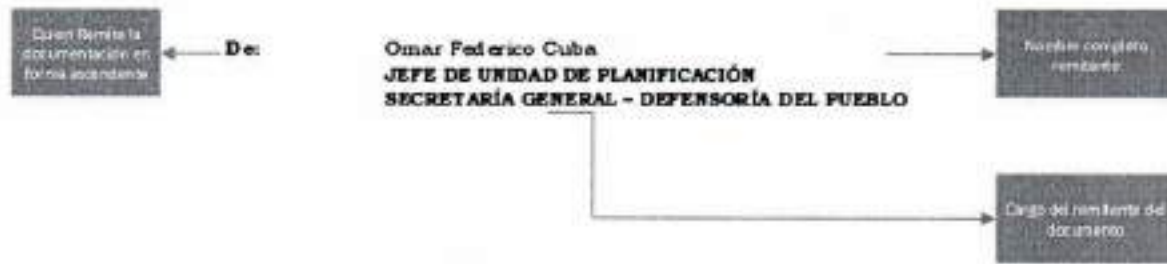 Quien Remite la
documentación en
forma ascendente
De:
Omar Federico Cuba
JEFE DE UNIDAD DE PLANIFICACIÓN
SECRETARÍA GENERAL – DEFENSORÍA DEL PUEBLO
Nombre completo
remitente
Cargo del remitente del
documento